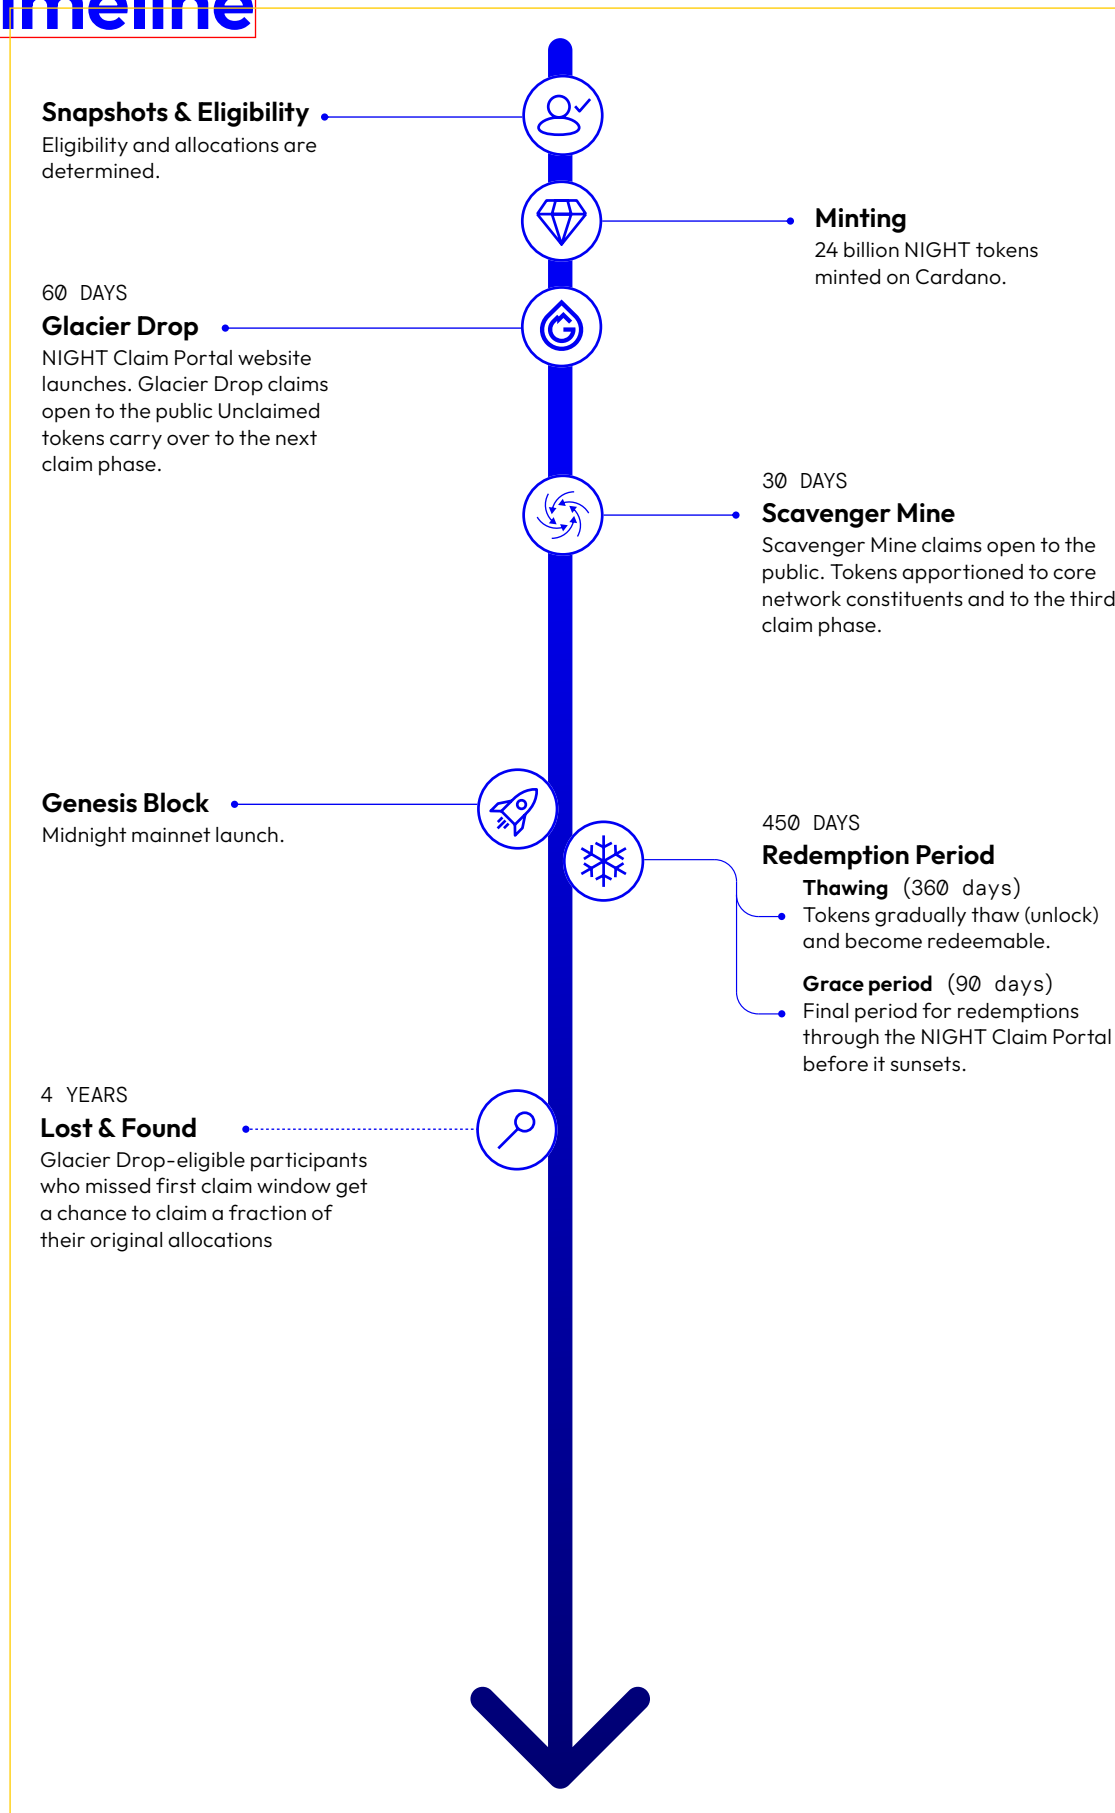 Timeline
Snapshots & Eligibility
Eligibility and allocations are
determined.
Minting
24 billion NIGHT tokens
minted on Cardano.
60 DAYS
Glacier Drop
NIGHT Claim Portal website
launches. Glacier Drop claims
open to the public Unclaimed
tokens carry over to the next
claim phase.
30 DAYS
Scavenger Mine
Scavenger Mine claims open to the
public. Tokens apportioned to core
network constituents and to the third
claim phase.
Genesis Block
Midnight mainnet launch.
450 DAYS
Redemption Period
Thawing (360 days)
Tokens gradually thaw (unlock)
and become redeemable.
Grace period (90 days)
Final period for redemptions
through the NIGHT Claim Portal
before it sunsets.
4 YEARS
Lost & Found
Glacier Drop-eligible participants
who missed first claim window get
a chance to claim a fraction of
their original allocations